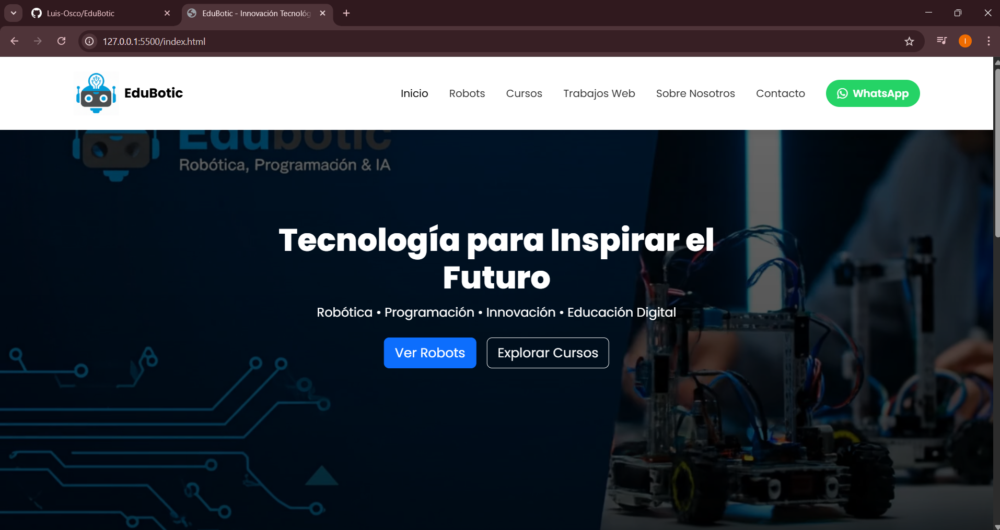 Luis-Osco/EduBotic
EduBotic - Innovación Tecnológ
127.0.0.1:5500/index.html
I
EduBotic
Inicio
Robots
Cursos
Trabajos Web
Sobre Nosotros
Contacto
WhatsApp
Edubotic
Robótica, Programación & IA
Tecnología para Inspirar el
Futuro
Robótica • Programación • Innovación • Educación Digital
Ver Robots
Explorar Cursos